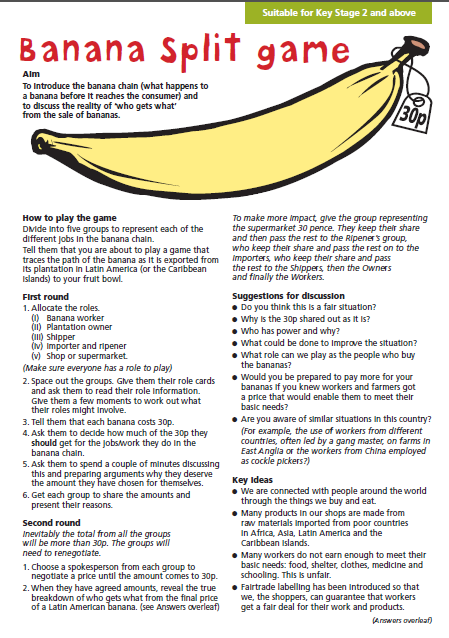 Suitable for Key Stage 2 and above
Banana Split game
Aim
To introduce the banana chain (what happens to
a banana before it reaches the consumer) and
to discuss the reality of 'who gets what'
from the sale of bananas.
30p
How to play the game
Divide into five groups to represent each of the
different jobs in the banana chain.
Tell them that you are about to play a game that
traces the path of the banana as it is exported from
its plantation in Latin America (or the Caribbean
Islands) to your fruit bowl.
First round
1. Allocate the roles.
(i) Banana worker
(ii) Plantation owner
(iii) Shipper
(iv) Importer and ripener
(v) Shop or supermarket.
(Make sure everyone has a role to play)
2. Space out the groups. Give them their role cards
and ask them to read their role information.
Give them a few moments to work out what
their roles might involve.
3. Tell them that each banana costs 30p.
4. Ask them to decide how much of the 30p they
should get for the jobs/work they do in the
banana chain.
5. Ask them to spend a couple of minutes discussing
this and preparing arguments why they deserve
the amount they have chosen for themselves.
6. Get each group to share the amounts and
present their reasons.
Second round
Inevitably the total from all the groups
will be more than 30p. The groups will
need to renegotiate.
1. Choose a spokesperson from each group to
negotiate a price until the amount comes to 30p.
2. When they have agreed amounts, reveal the true
breakdown of who gets what from the final price
of a Latin American banana. (see Answers overleaf)
To make more impact, give the group representing
the supermarket 30 pence. They keep their share
and then pass the rest to the Ripener's group,
who keep their share and pass the rest on to the
Importers, who keep their share and pass
the rest to the Shippers, then the Owners
and finally the Workers.
Suggestions for discussion
● Do you think this is a fair situation?
● Why is the 30p shared out as it is?
● Who has power and why?
● What could be done to improve the situation?
● What role can we play as the people who buy
the bananas?
● Would you be prepared to pay more for your
bananas if you knew workers and farmers got
a price that would enable them to meet their
basic needs?
● Are you aware of similar situations in this country?
(For example, the use of workers from different
countries, often led by a gang master, on farms in
East Anglia or the workers from China employed
as cockle pickers?)
Key Ideas
● We are connected with people around the world
through the things we buy and eat.
● Many products in our shops are made from
raw materials imported from poor countries
in Africa, Asia, Latin America and the
Caribbean Islands.
● Many workers do not earn enough to meet their
basic needs: food, shelter, clothes, medicine and
schooling. This is unfair.
● Fairtrade labelling has been introduced so that
we, the shoppers, can guarantee that workers
get a fair deal for their work and products.
(Answers overleaf)